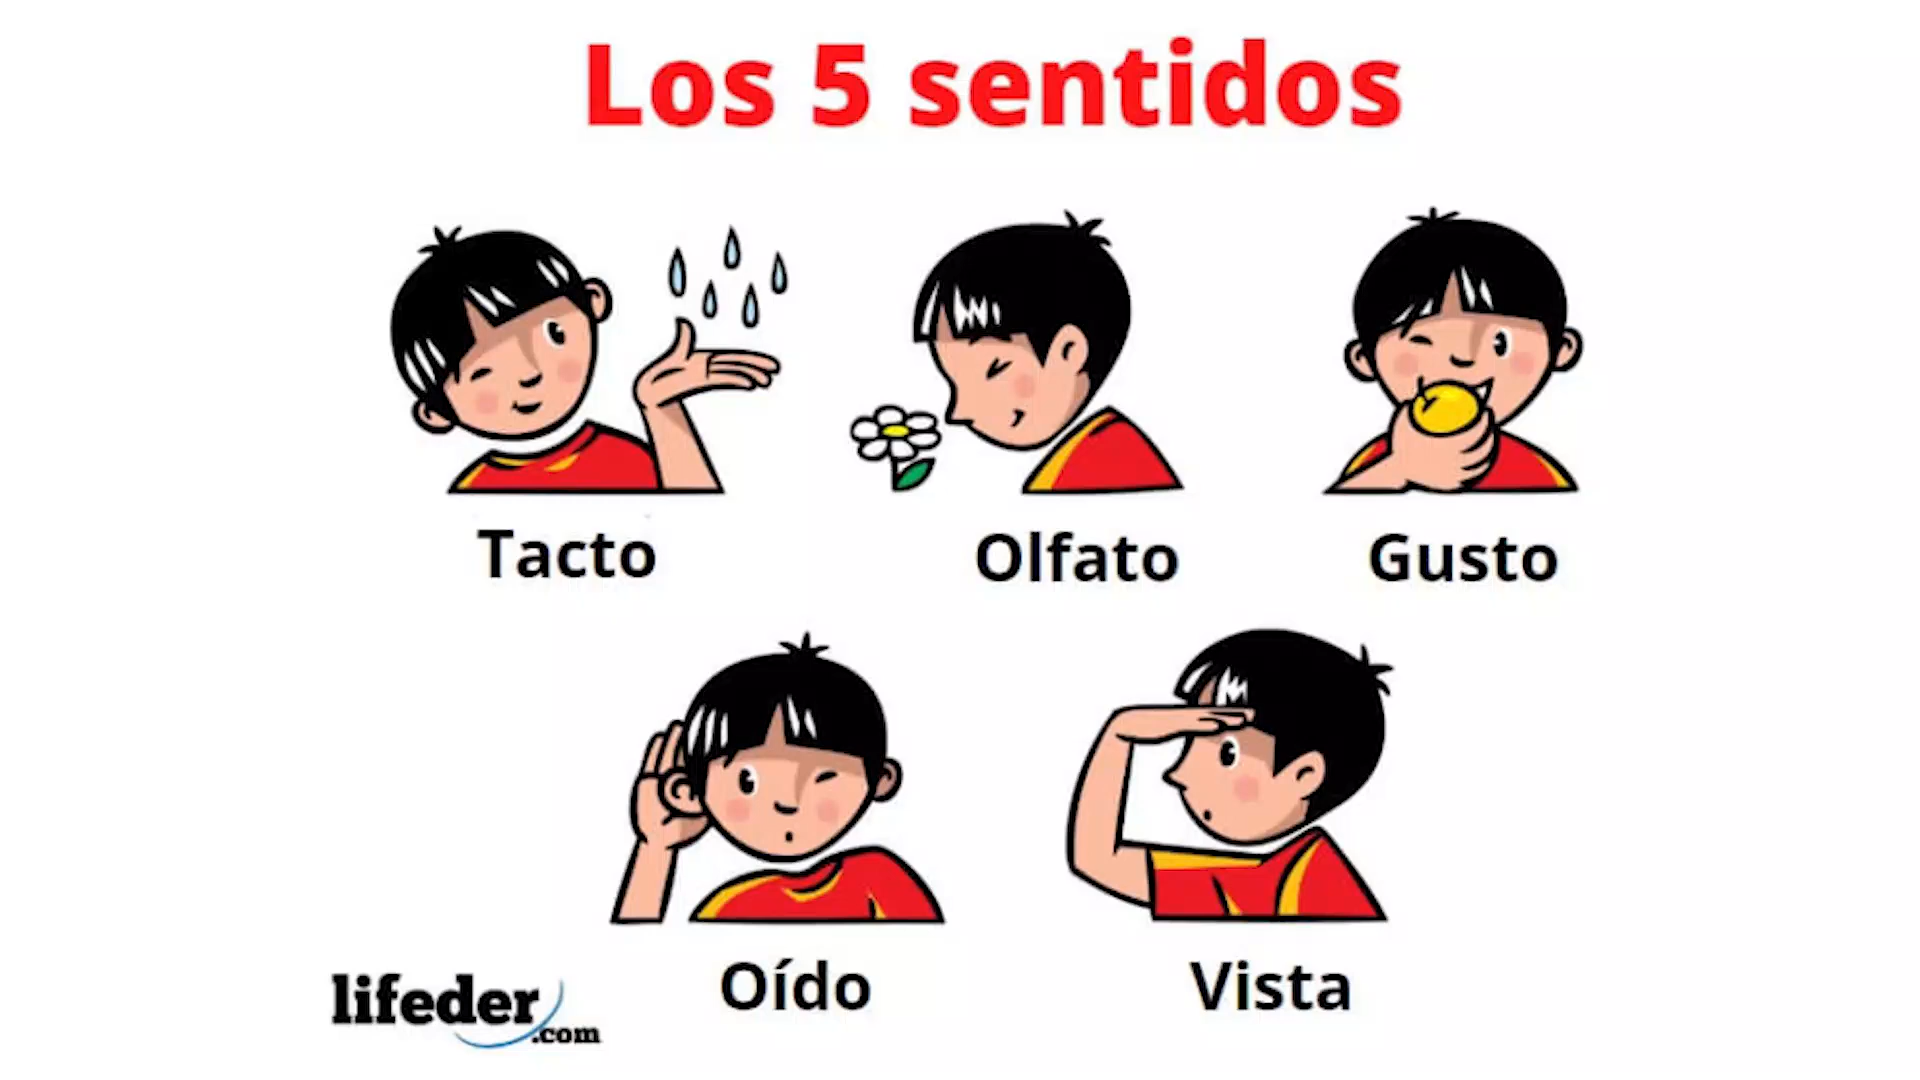 Los 5 sentidos
Tacto
Olfato
Gusto
Oído
Vista
lifeder
.com